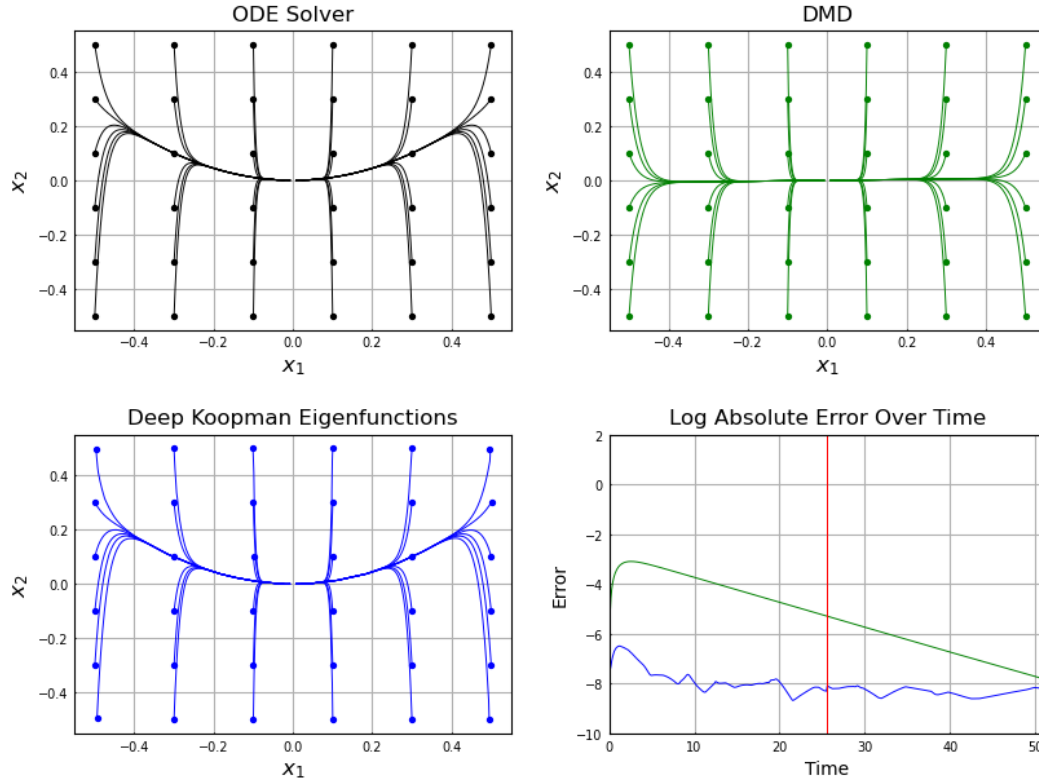 ODE Solver
0.4
0.2
0.0
−0.2
−0.4
x₂
−0.4 −0.2 0.0 0.2 0.4
x₁
DMD
0.4
0.2
0.0
−0.2
−0.4
x₂
−0.4 −0.2 0.0 0.2 0.4
x₁
Deep Koopman Eigenfunctions
0.4
0.2
0.0
−0.2
−0.4
x₂
−0.4 −0.2 0.0 0.2 0.4
x₁
Log Absolute Error Over Time
2
0
−2
−4
−6
−8
−10
Error
0 10 20 30 40 50
Time